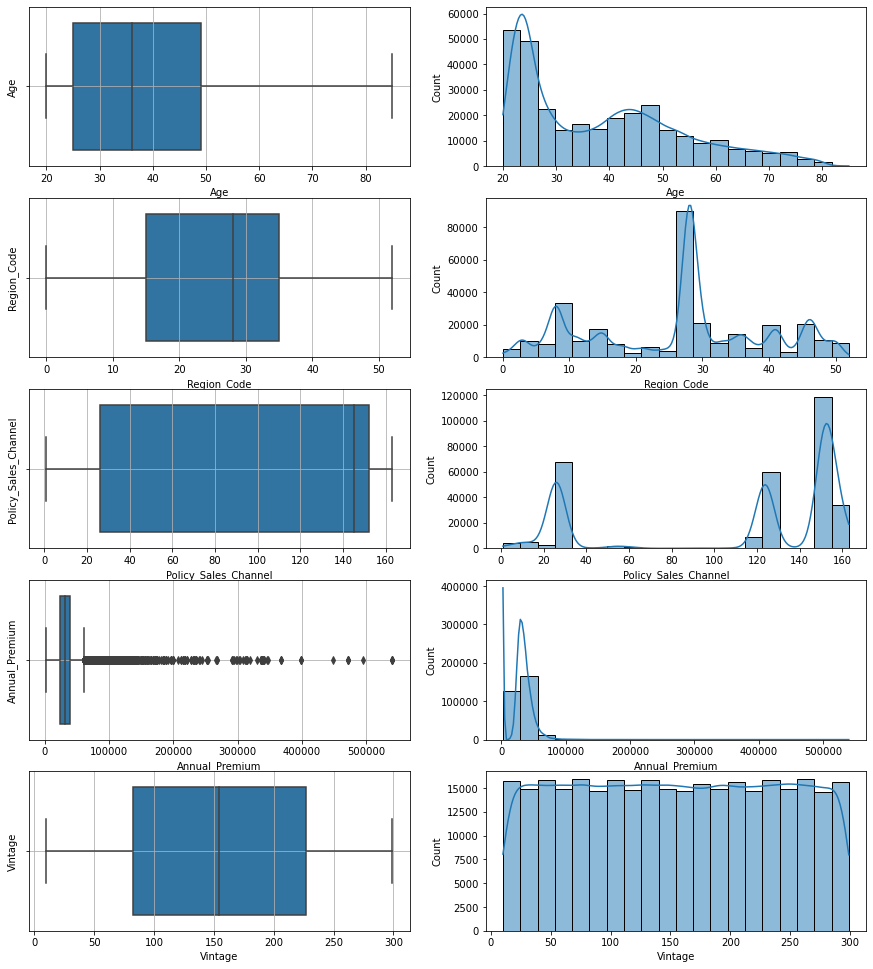 Age
20 30 40 50 60 70 80
Age
Count
60000
50000
40000
30000
20000
10000
0
20 30 40 50 60 70 80
Age
Region_Code
0 10 20 30 40 50
Region_Code
Count
80000
60000
40000
20000
0
0 10 20 30 40 50
Region_Code
Policy_Sales_Channel
0 20 40 60 80 100 120 140 160
Policy_Sales_Channel
Count
120000
100000
80000
60000
40000
20000
0
0 20 40 60 80 100 120 140 160
Policy_Sales_Channel
Annual_Premium
0 100000 200000 300000 400000 500000
Annual_Premium
Count
400000
300000
200000
100000
0
0 100000 200000 300000 400000 500000
Annual_Premium
Vintage
0 50 100 150 200 250 300
Vintage
Count
15000
12500
10000
7500
5000
2500
0
0 50 100 150 200 250 300
Vintage